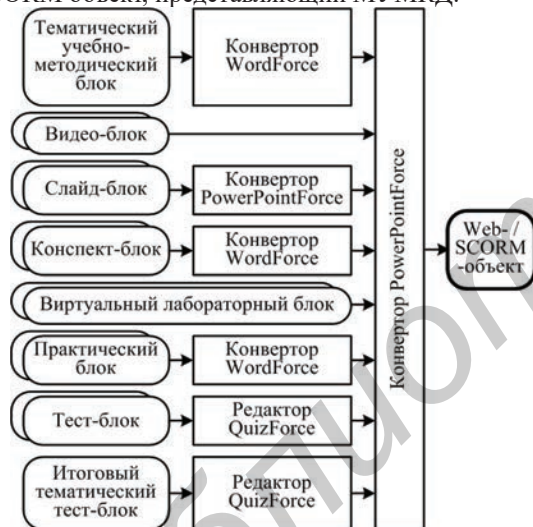 SCORM-объект, представляющий
Тематический
учебно-
методический
блок
Конвертор
WordForce
Видео-блок
Слайд-блок
Конвертор
PowerPointForce
Конспект-блок
Конвертор
WordForce
Виртуальный лабораторный блок
Практический
блок
Конвертор
WordForce
Тест-блок
Редактор
QuizForce
Итоговый
тематический
тест-блок
Редактор
QuizForce
Конвертор PowerPointForce
Web- /
SCORM
-объект